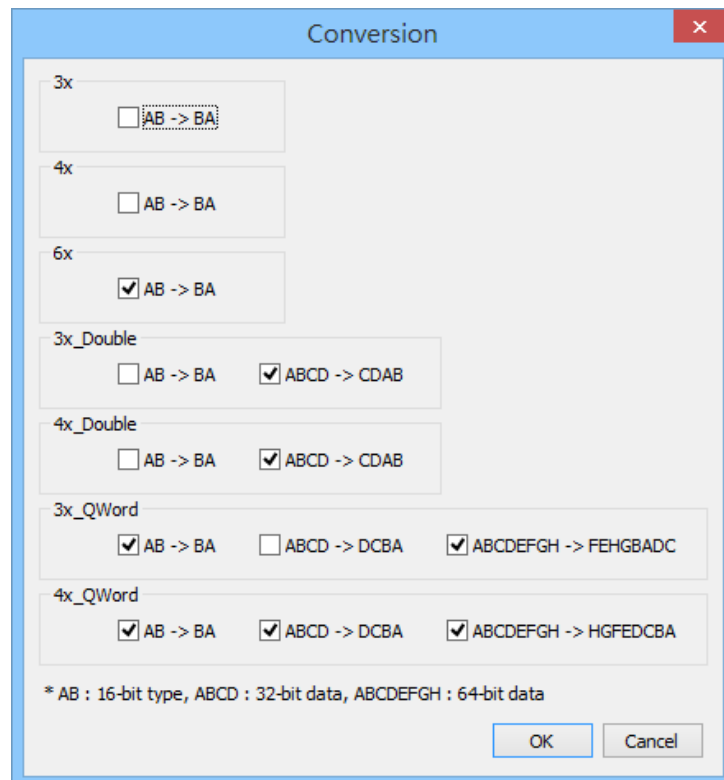 Conversion
3x
AB -> BA
4x
AB -> BA
6x
AB -> BA
3x_Double
AB -> BA ABCD -> CDAB
4x_Double
AB -> BA ABCD -> CDAB
3x_QWord
AB -> BA ABCD -> DCBA ABCDEFGH -> FEHGBADC
4x_QWord
AB -> BA ABCD -> DCBA ABCDEFGH -> HGFEDCBA
* AB : 16-bit type, ABCD : 32-bit data, ABCDEFGH : 64-bit data
OK Cancel